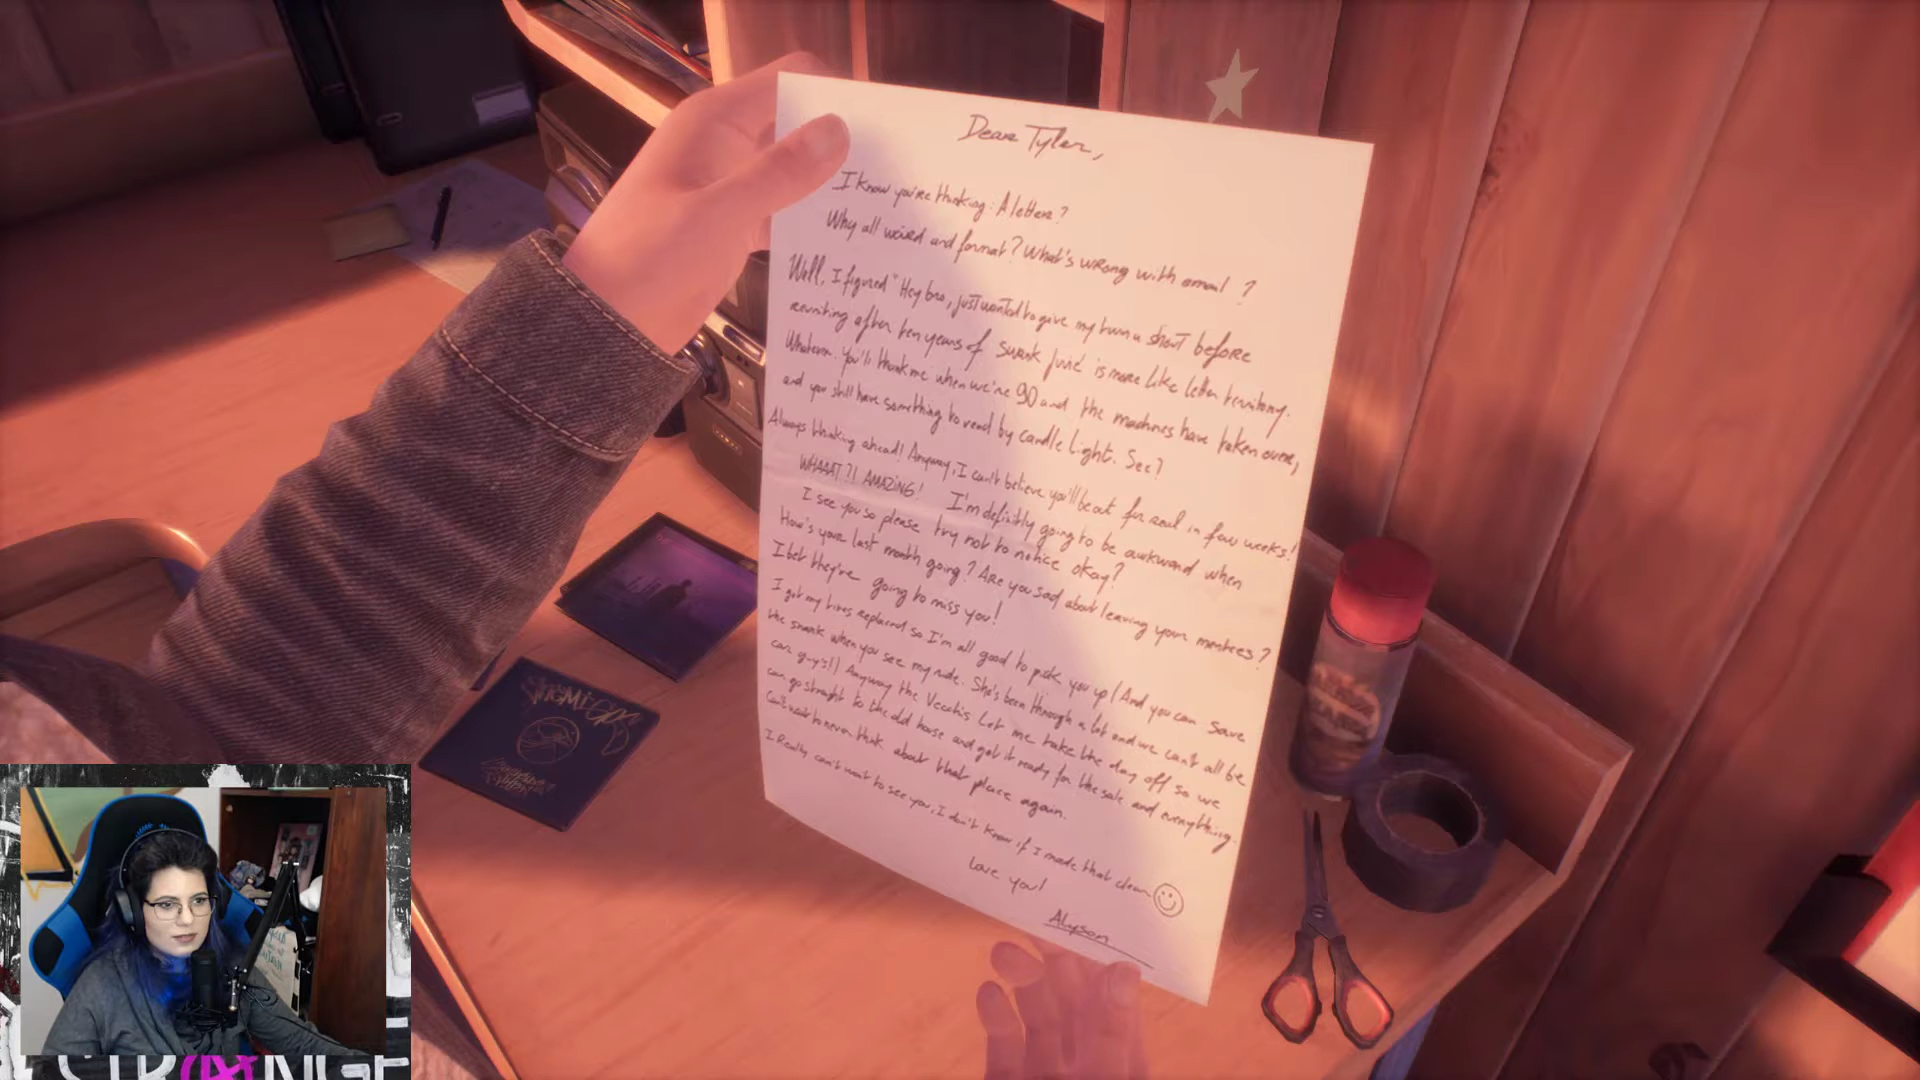 Dear Tyler,
I know you're thinking: A letter?
Why all weird and format? What's wrong with email?
Well, I figured "Hey bro, just wanted to give my twin a shout before
reuniting after ten years of is more like letter territory.
Whatever. You'll thank me when we're 90 and the machines have taken over,
and you still have something to read by candle light. See?
Always thinking ahead! Anyway, I can't believe you'll be out for real in few weeks!
WHAAAT?! AMAZING! I'm definitly going to be awkward when
I see you so please try not to notice okay?
How's your last month going? Are you sad about leaving your mentees?
I bet they're going to miss you!
I got my tires replaced so I'm all good to pick you up! And you can save
the snark when you see my ride. She's been through a lot and we can't all be
car guys!! Anyway the Vecchis let me take the day off so we
can go straight to the old house and get it ready for the sale and everything.
Can't wait to never think about that place again.
I Really can't wait to see you, I don't know if I made that clear
Love you!
Alyson